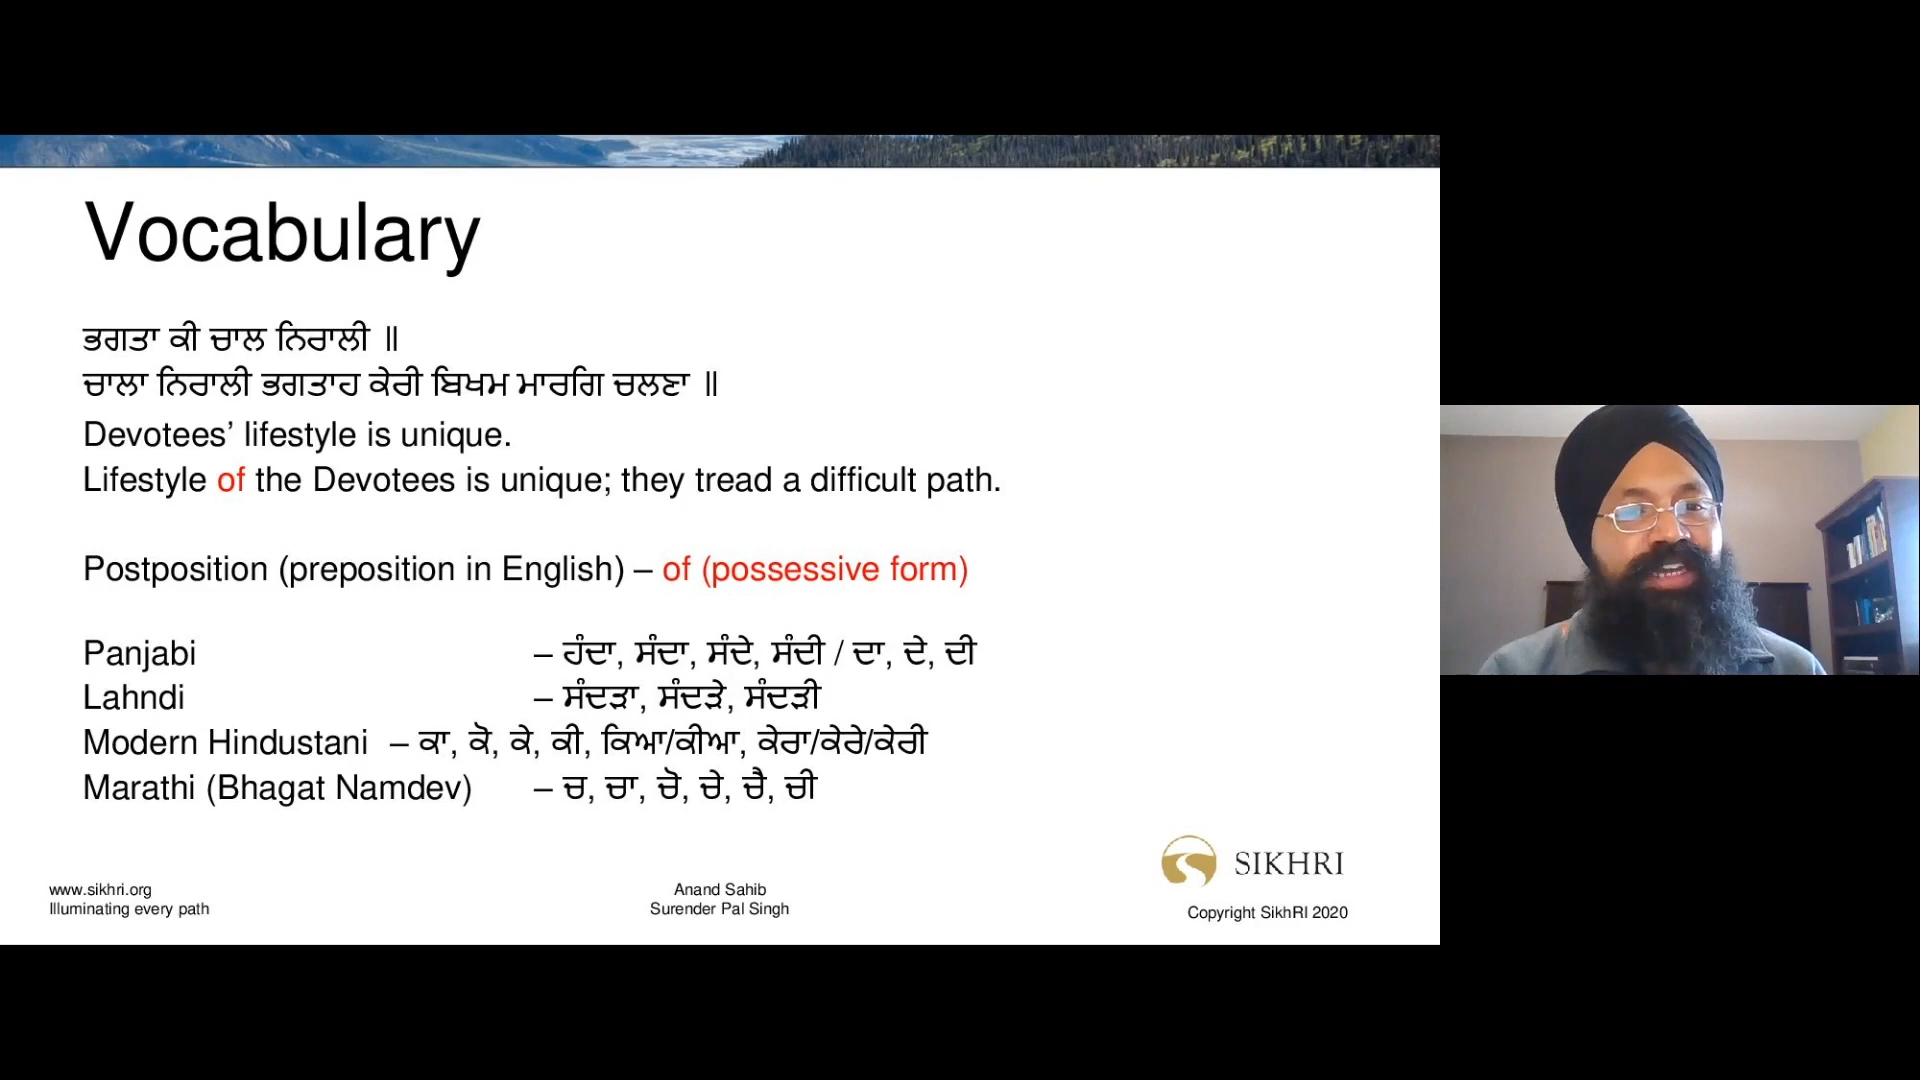 Vocabulary
ਭਗਤਾ ਕੀ ਚਾਲ ਨਿਰਾਲੀ ॥
ਚਾਲਾ ਨਿਰਾਲੀ ਭਗਤਾਹ ਕੇਰੀ ਬਿਖਮ ਮਾਰਗਿ ਚਲਣਾ ॥
Devotees’ lifestyle is unique.
Lifestyle of the Devotees is unique; they tread a difficult path.
Postposition (preposition in English) – of (possessive form)
Panjabi – ਹੰਦਾ, ਸੰਦਾ, ਸੰਦੇ, ਸੰਦੀ / ਦਾ, ਦੇ, ਦੀ
Lahndi – ਸੰਦੜਾ, ਸੰਦੜੇ, ਸੰਦੜੀ
Modern Hindustani – ਕਾ, ਕੋ, ਕੇ, ਕੀ, ਕਿਆ/ਕੀਆ, ਕੇਰਾ/ਕੇਰੇ/ਕੇਰੀ
Marathi (Bhagat Namdev) – ਚ, ਚਾ, ਚੋ, ਚੇ, ਚੈ, ਚੀ
SIKHRI
www.sikhri.org
Illuminating every path
Anand Sahib
Surender Pal Singh
Copyright SikhRI 2020